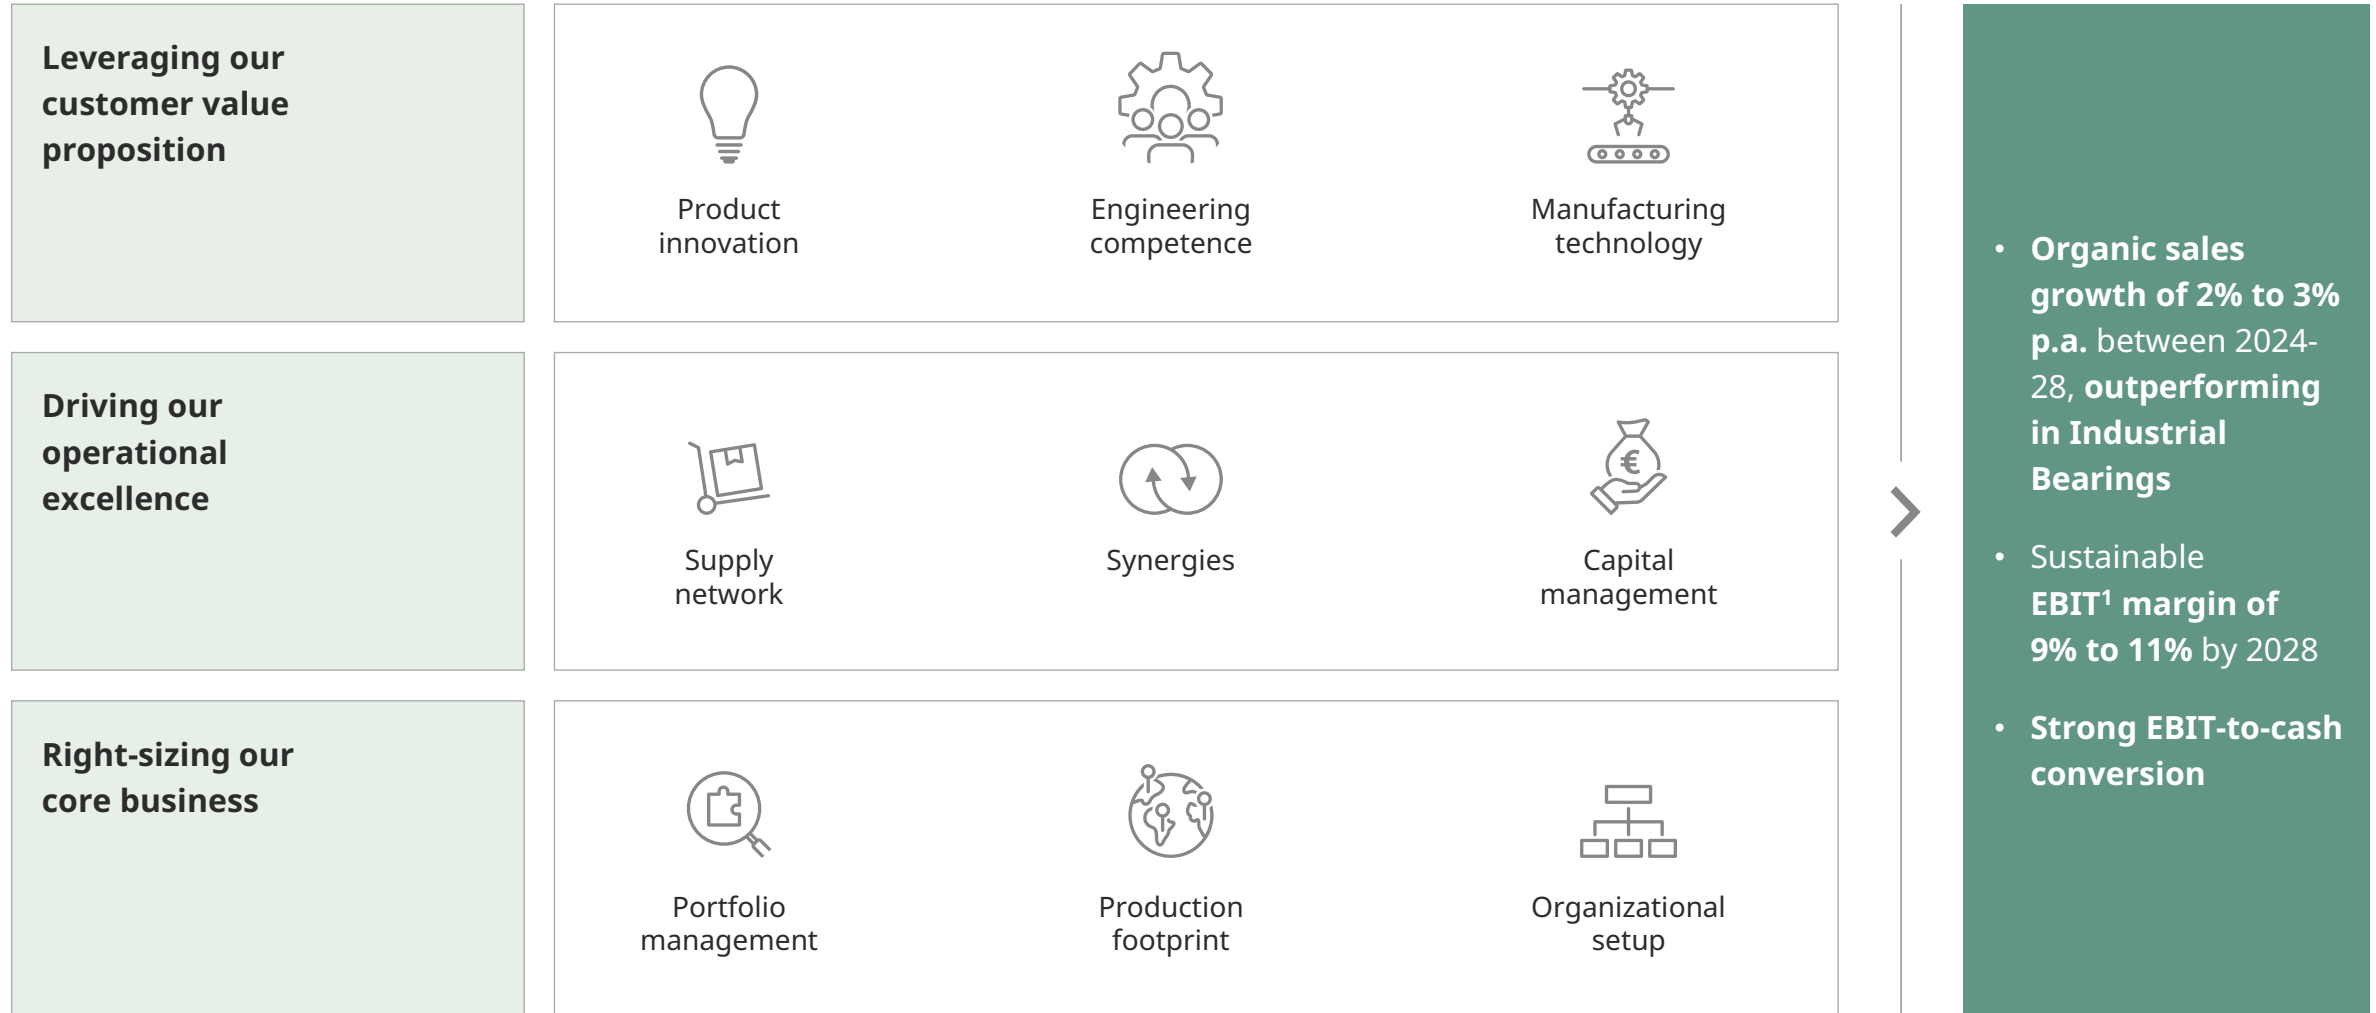 Leveraging our
customer value
proposition
Product
innovation
Engineering
competence
Manufacturing
technology
Driving our
operational
excellence
Supply
network
Synergies
€
Capital
management
Right-sizing our
core business
Portfolio
management
Production
footprint
Organizational
setup
• Organic sales
growth of 2% to 3%
p.a. between 2024-
28, outperforming
in Industrial
Bearings
• Sustainable
EBIT¹ margin of
9% to 11% by 2028
• Strong EBIT-to-cash
conversion